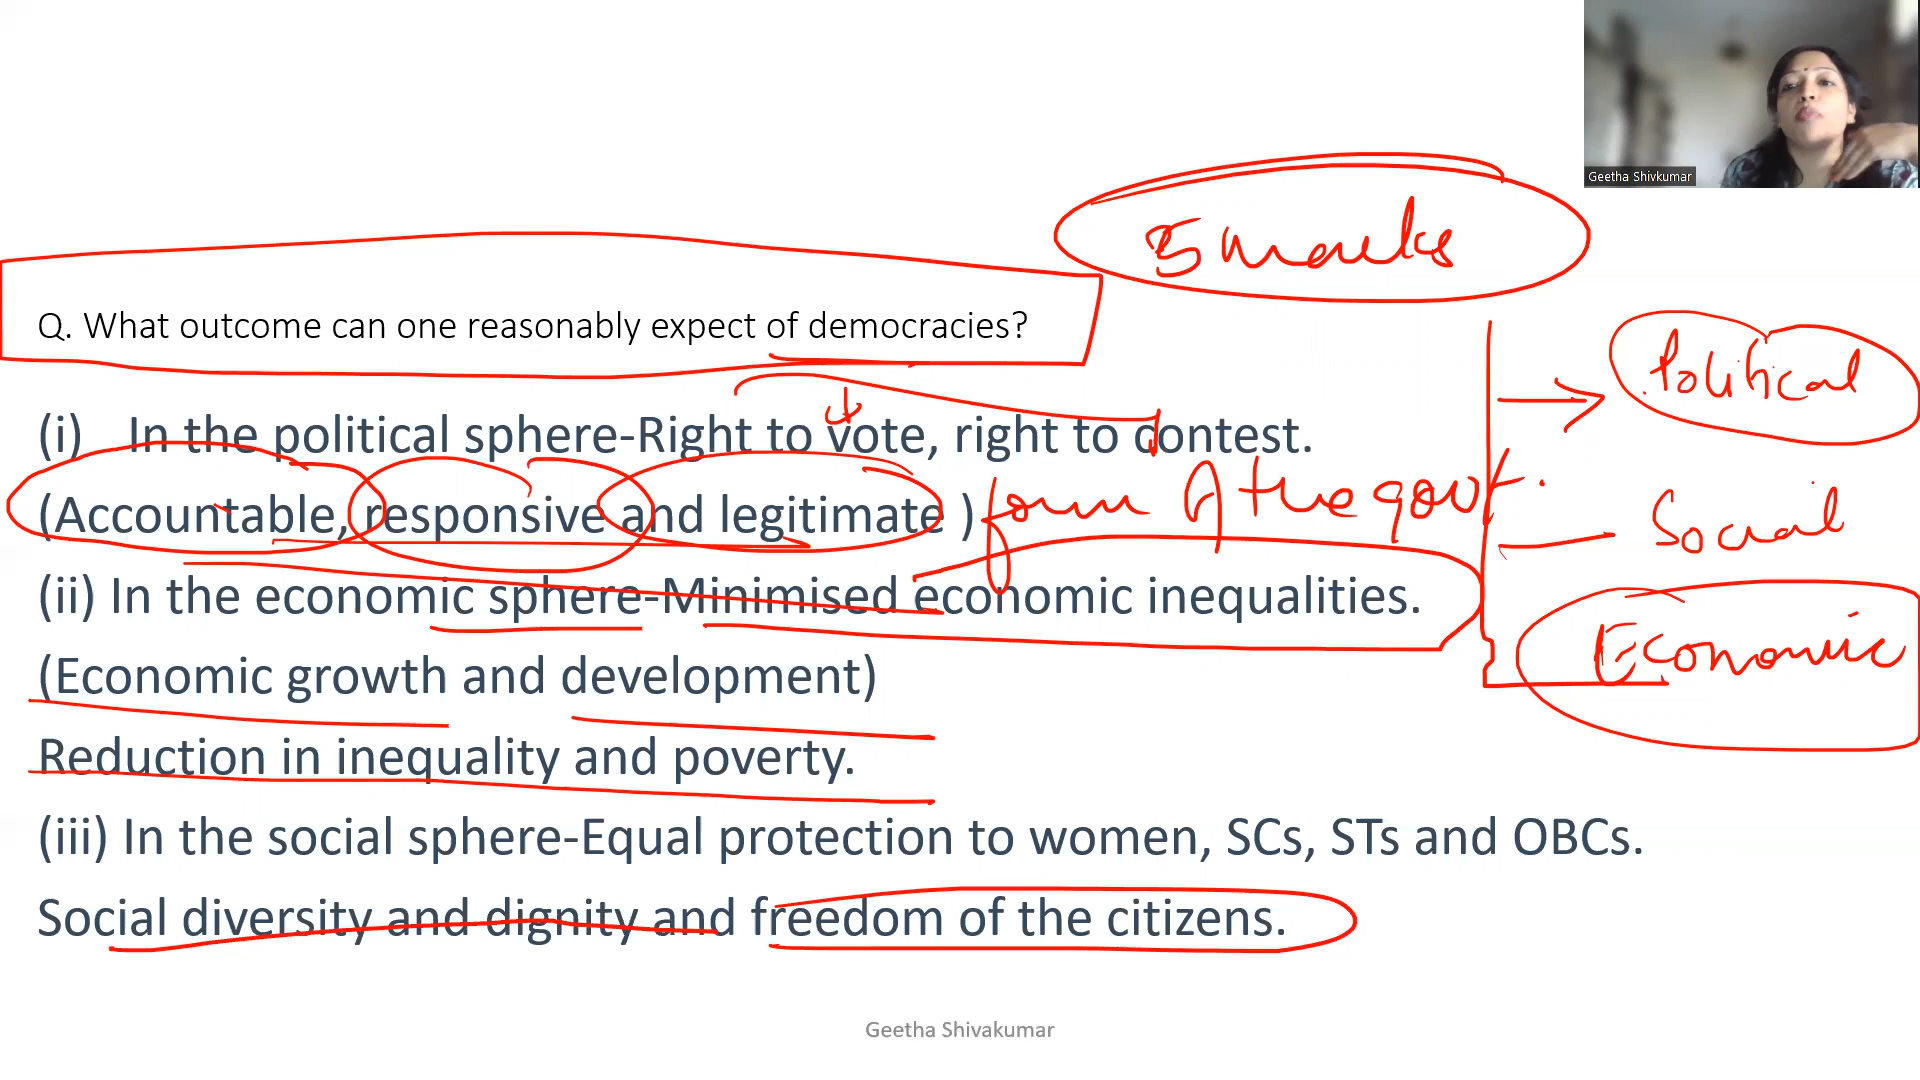 Geetha Shivkumar
5 marks
Q. What outcome can one reasonably expect of democracies?
(i) In the political sphere-Right to vote, right to contest.
(Accountable, responsive and legitimate ) form of the govt.
(ii) In the economic sphere-Minimised economic inequalities.
(Economic growth and development)
Reduction in inequality and poverty.
(iii) In the social sphere-Equal protection to women, SCs, STs and OBCs.
Social diversity and dignity and freedom of the citizens.
Political
Social
Economic
Geetha Shivakumar